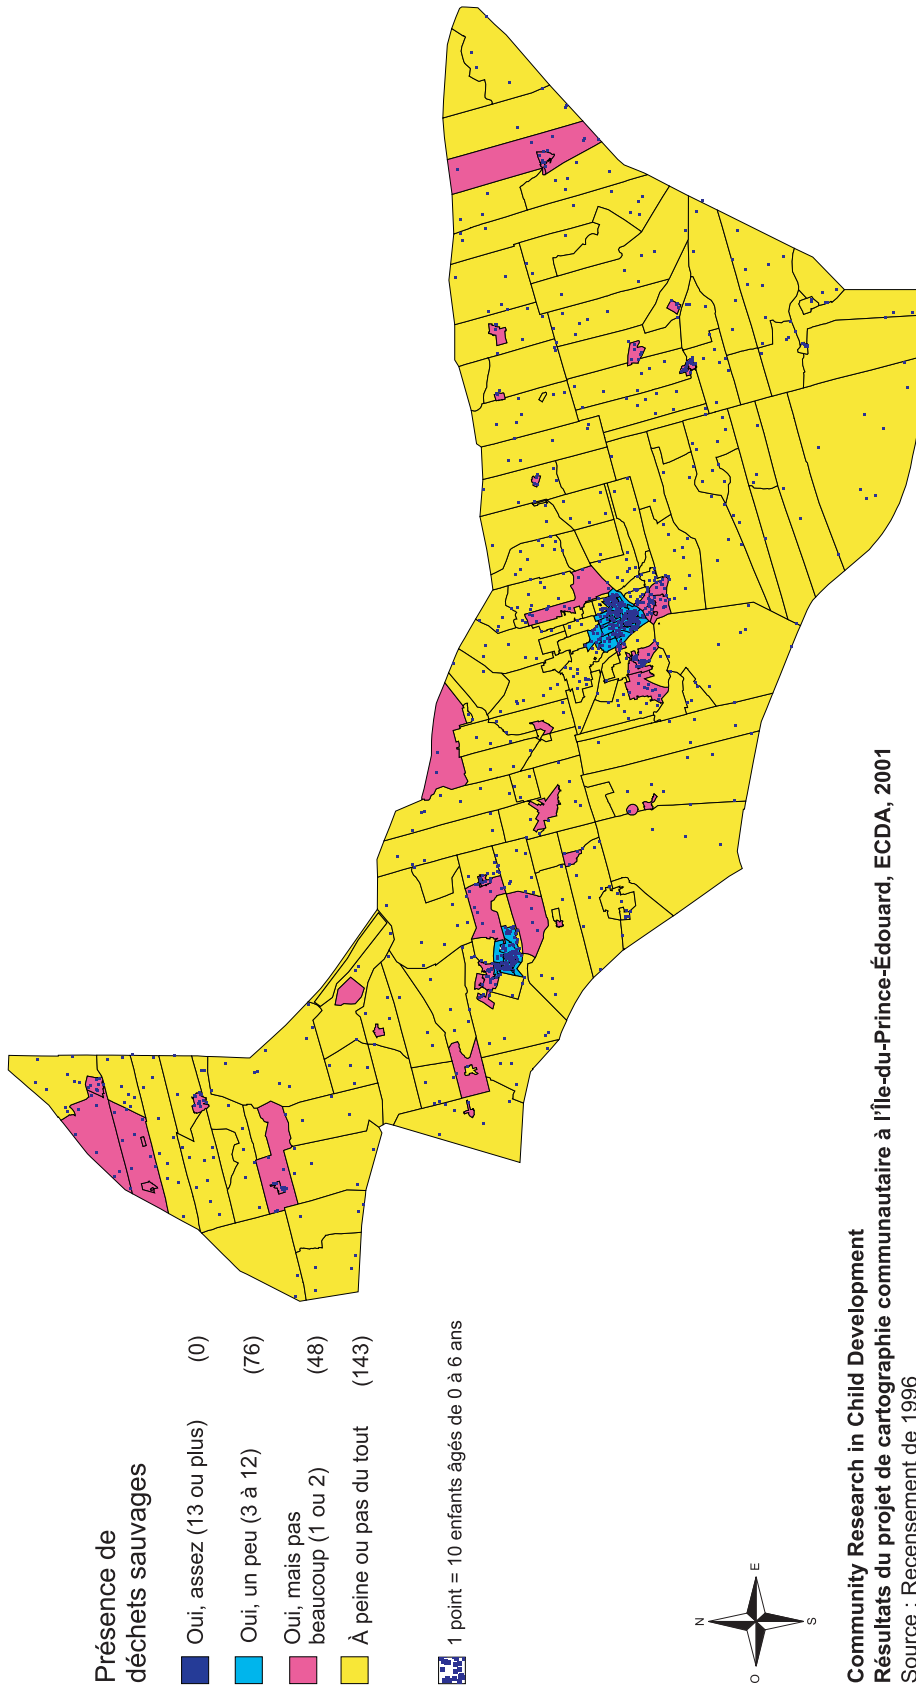 Présence de
déchets sauvages
Oui, assez (13 ou plus) (0)
Oui, un peu (3 à 12) (76)
Oui, mais pas
beaucoup (1 ou 2) (48)
À peine ou pas du tout (143)
1 point = 10 enfants âgés de 0 à 6 ans
N
O E
S
Community Research in Child Development
Résultats du projet de cartographie communautaire à l'Île-du-Prince-Édouard, ECDA, 2001
Source : Recensement de 1996